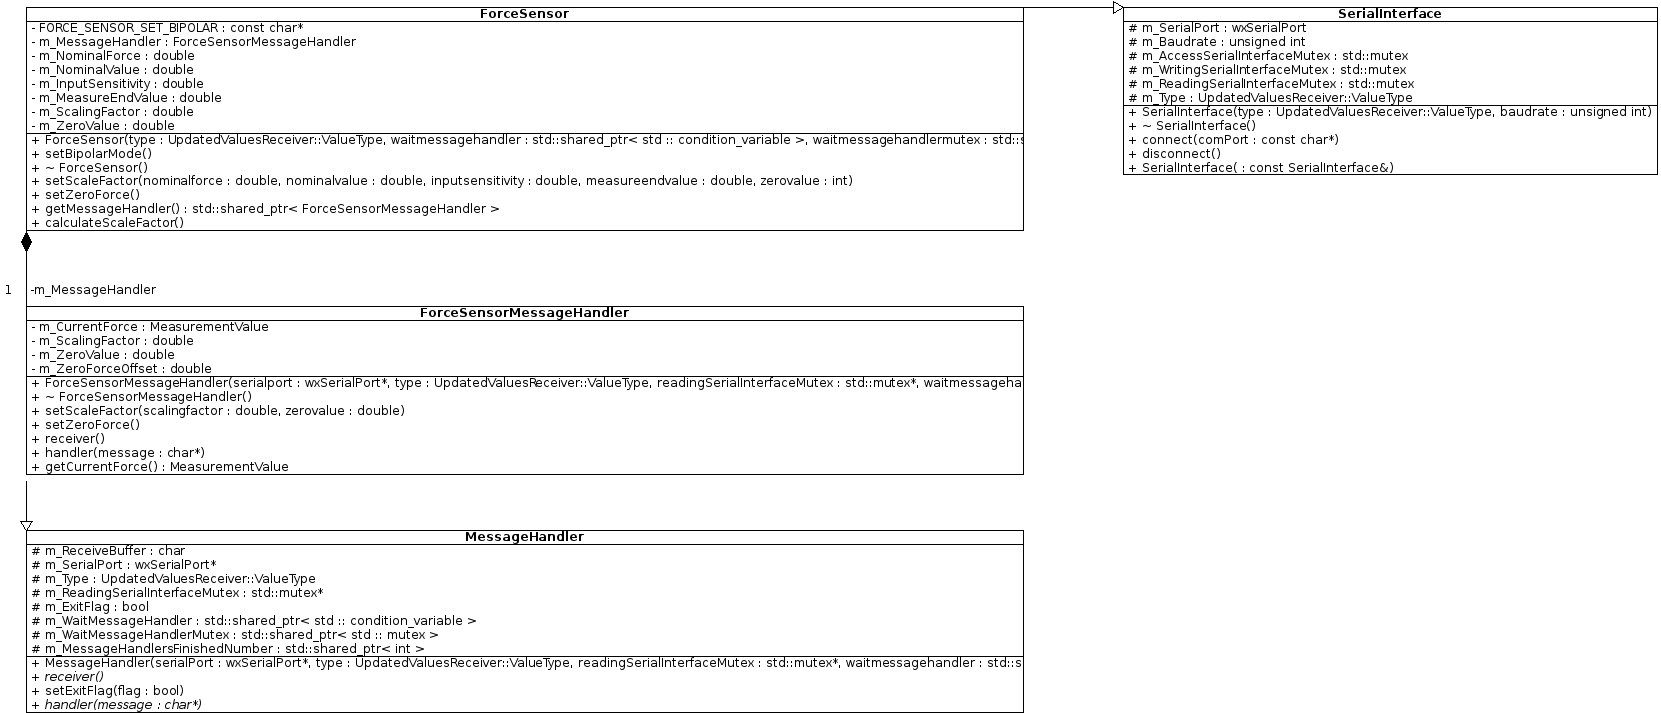 ForceSensor
- FORCE_SENSOR_SET_BIPOLAR : const char*
- m_MessageHandler : ForceSensorMessageHandler
- m_NominalForce : double
- m_NominalValue : double
- m_InputSensitivity : double
- m_MeasureEndValue : double
- m_ScalingFactor : double
- m_ZeroValue : double
+ ForceSensor(type : UpdatedValuesReceiver::ValueType, waitmessagehandler : std::shared_ptr< std :: condition_variable >, waitmessagehandlermutex : std::s
+ setBipolarMode()
+ ~ ForceSensor()
+ setScaleFactor(nominalforce : double, nominalvalue : double, inputsensitivity : double, measureendvalue : double, zerovalue : int)
+ setZeroForce()
+ getMessageHandler() : std::shared_ptr< ForceSensorMessageHandler >
+ calculateScaleFactor()
SerialInterface
# m_SerialPort : wxSerialPort
# m_Baudrate : unsigned int
# m_AccessSerialInterfaceMutex : std::mutex
# m_WritingSerialInterfaceMutex : std::mutex
# m_ReadingSerialInterfaceMutex : std::mutex
# m_Type : UpdatedValuesReceiver::ValueType
+ SerialInterface(type : UpdatedValuesReceiver::ValueType, baudrate : unsigned int)
+ ~ SerialInterface()
+ connect(comPort : const char*)
+ disconnect()
+ SerialInterface( : const SerialInterface&)
1 -m_MessageHandler
ForceSensorMessageHandler
- m_CurrentForce : MeasurementValue
- m_ScalingFactor : double
- m_ZeroValue : double
- m_ZeroForceOffset : double
+ ForceSensorMessageHandler(serialport : wxSerialPort*, type : UpdatedValuesReceiver::ValueType, readingSerialInterfaceMutex : std::mutex*, waitmessageha
+ ~ ForceSensorMessageHandler()
+ setScaleFactor(scalingfactor : double, zerovalue : double)
+ setZeroForce()
+ receiver()
+ handler(message : char*)
+ getCurrentForce() : MeasurementValue
MessageHandler
# m_ReceiveBuffer : char
# m_SerialPort : wxSerialPort*
# m_Type : UpdatedValuesReceiver::ValueType
# m_ReadingSerialInterfaceMutex : std::mutex*
# m_ExitFlag : bool
# m_WaitMessageHandler : std::shared_ptr< std :: condition_variable >
# m_WaitMessageHandlerMutex : std::shared_ptr< std :: mutex >
# m_MessageHandlersFinishedNumber : std::shared_ptr< int >
+ MessageHandler(serialPort : wxSerialPort*, type : UpdatedValuesReceiver::ValueType, readingSerialInterfaceMutex : std::mutex*, waitmessagehandler : std::s
+ receiver()
+ setExitFlag(flag : bool)
+ handler(message : char*)